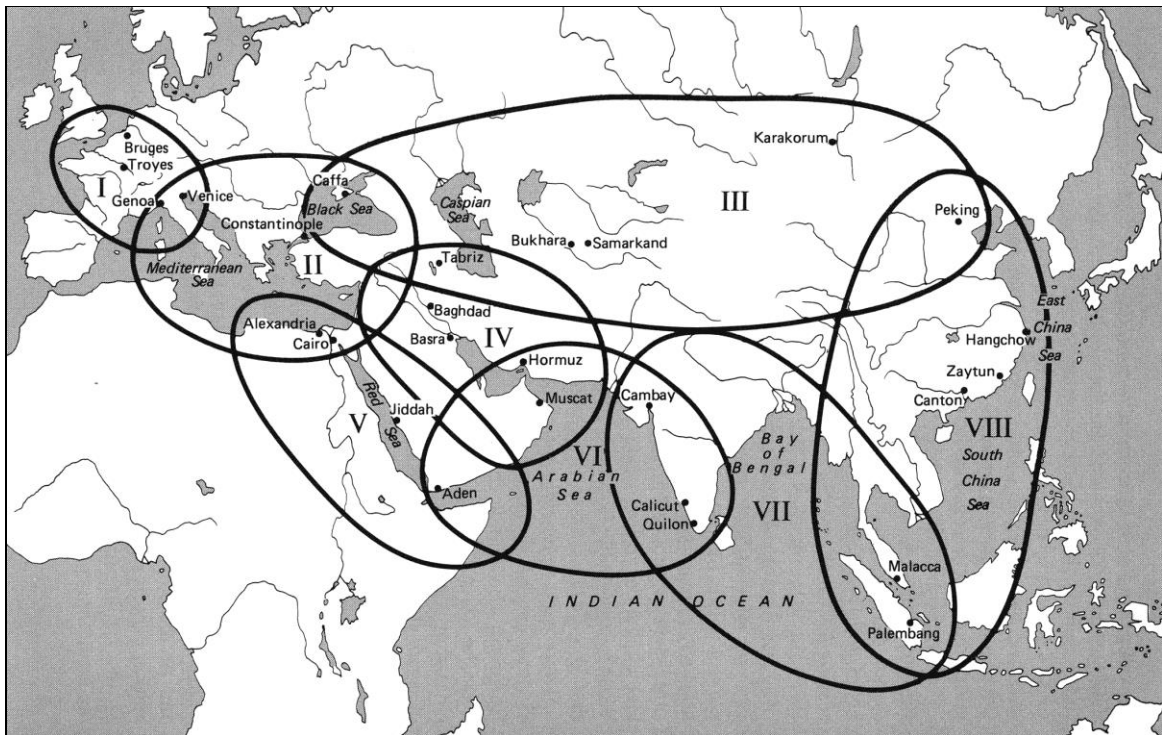 Bruges
Troyes
I
Genoa
Venice
Caffa
Black Sea
Constantinople
II
Mediterranean
Sea
Caspian
Sea
III
Karakorum
Peking
Bukhara
Samarkand
Tabriz
Baghdad
Basra
IV
Hormuz
Muscat
Alexandria
Cairo
Red
Sea
Jiddah
V
Aden
VI
Arabian
Sea
Cambay
Calicut
Quilon
Bay
of
Bengal
VII
East
China
Sea
Hangchow
Zaytun
Canton
VIII
South
China
Sea
Malacca
Palembang
INDIAN OCEAN